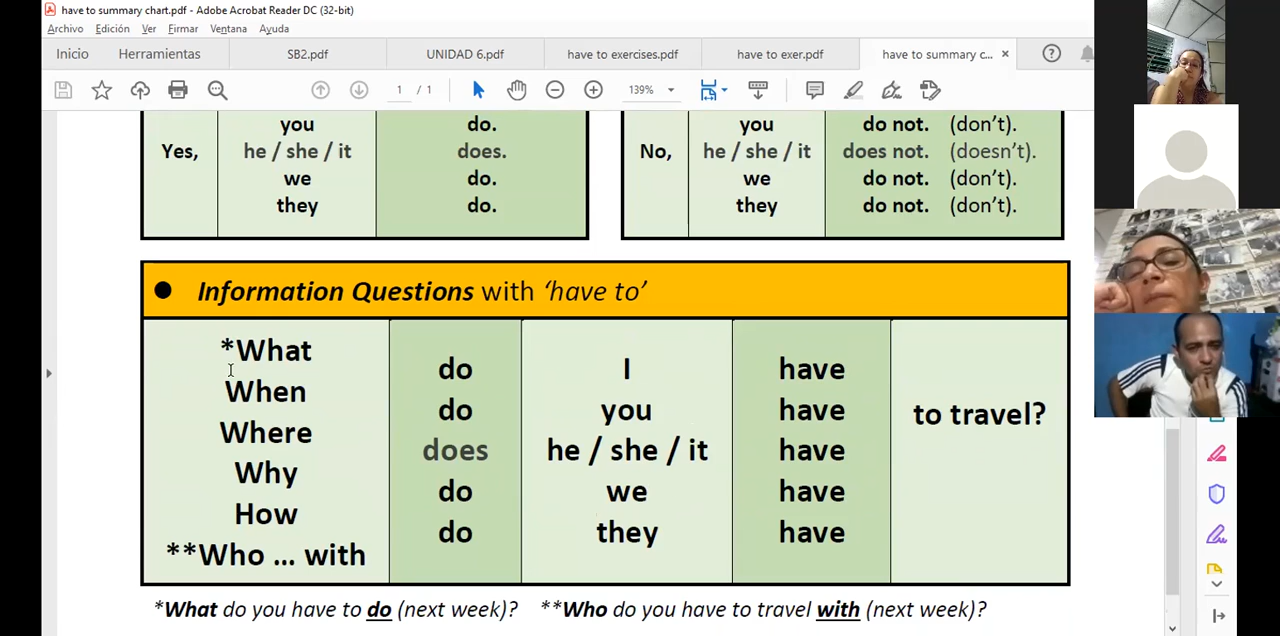 have to summary chart.pdf - Adobe Acrobat Reader DC (32-bit)
Archivo Edición Ver Firmar Ventana Ayuda
Inicio Herramientas SB2.pdf UNIDAD 6.pdf have to exercises.pdf have to exer.pdf have to summary c... ×
1 / 1 139%
you do. you do not. (don't).
Yes, he / she / it does. No, he / she / it does not. (doesn't).
we do. we do not. (don't).
they do. they do not. (don't).
● Information Questions with 'have to'
*What do I have
When do you have to travel?
Where does he / she / it have
Why do we have
How do they have
**Who ... with
*What do you have to do (next week)? **Who do you have to travel with (next week)?